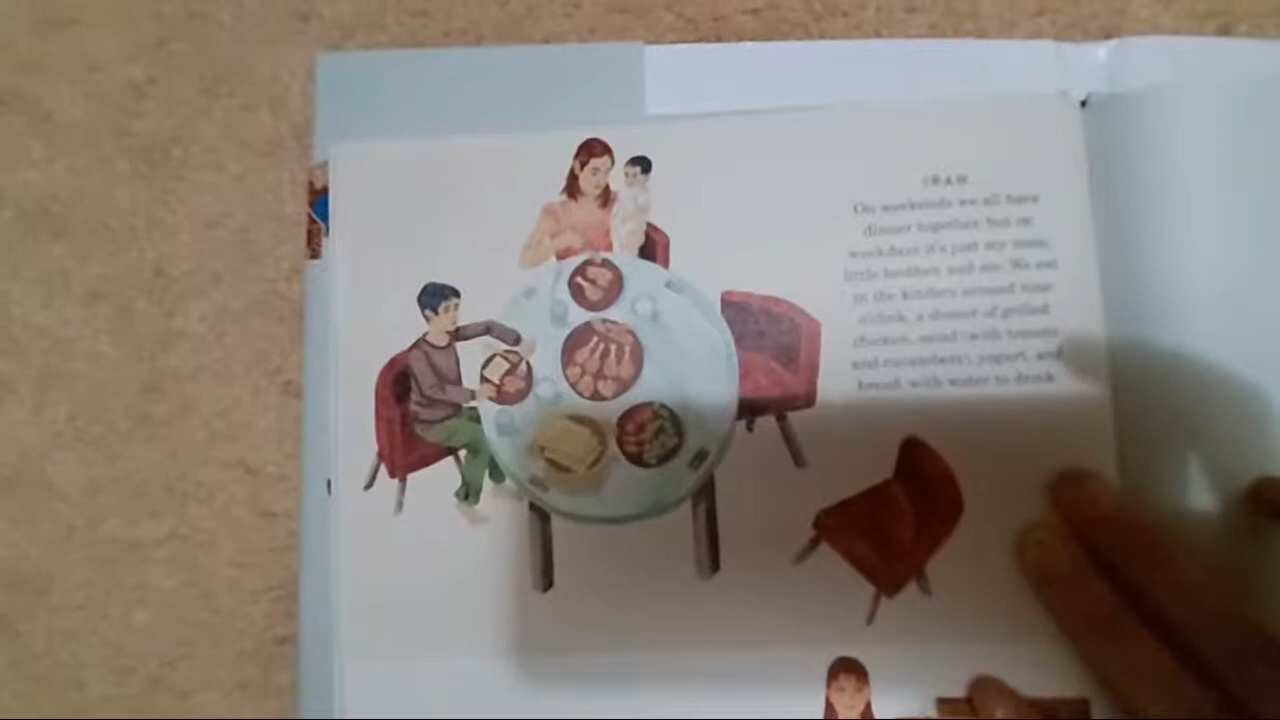 IRAN
On weekends we all have
dinner together, but on
weekdays it's just my mom,
little brother, and me. We eat
in the kitchen around nine
o'clock, a dinner of grilled
chicken, salad (with tomato
and cucumbers), yogurt, and
bread, with water to drink.